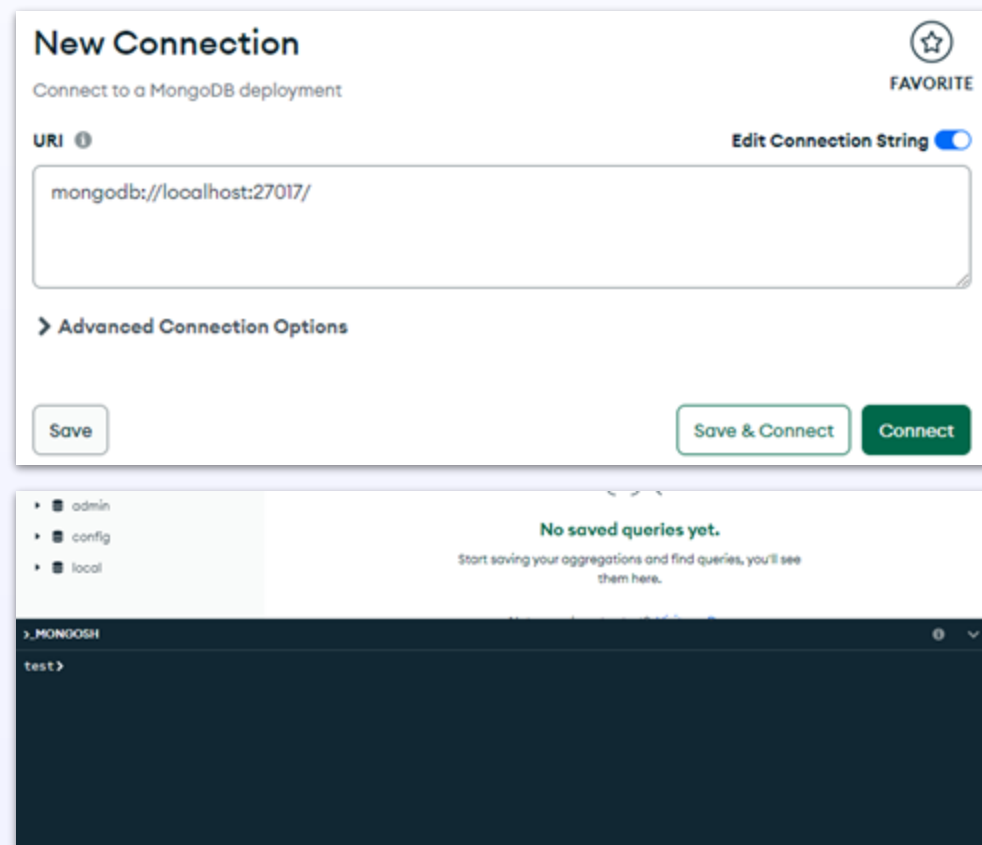 New Connection
FAVORITE
Connect to a MongoDB deployment
URI
Edit Connection String
mongodb://localhost:27017/
Advanced Connection Options
Save
Save & Connect
Connect
admin
config
local
No saved queries yet.
Start saving your aggregations and find queries, you'll see
them here.
>_MONGOSH
test>